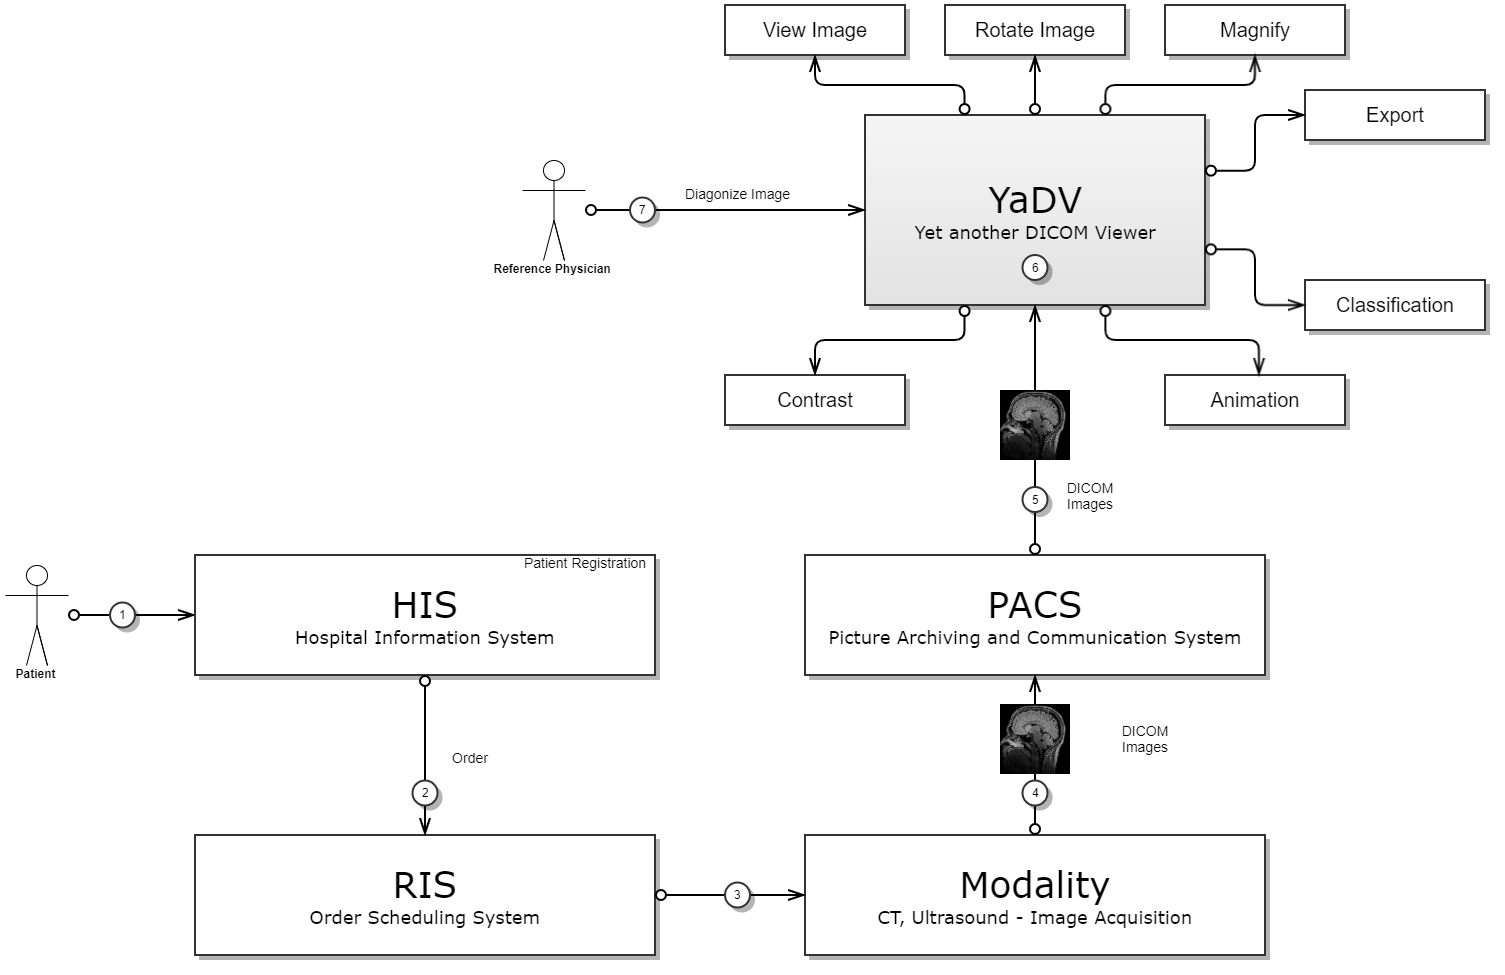 View Image
Rotate Image
Magnify
Export
YaDV
Yet another DICOM Viewer
6
7
Diagonize Image
Reference Physician
Classification
Contrast
Animation
5
DICOM
Images
Patient Registration
HIS
Hospital Information System
1
Patient
PACS
Picture Archiving and Communication System
Order
2
DICOM
Images
4
RIS
Order Scheduling System
3
Modality
CT, Ultrasound - Image Acquisition